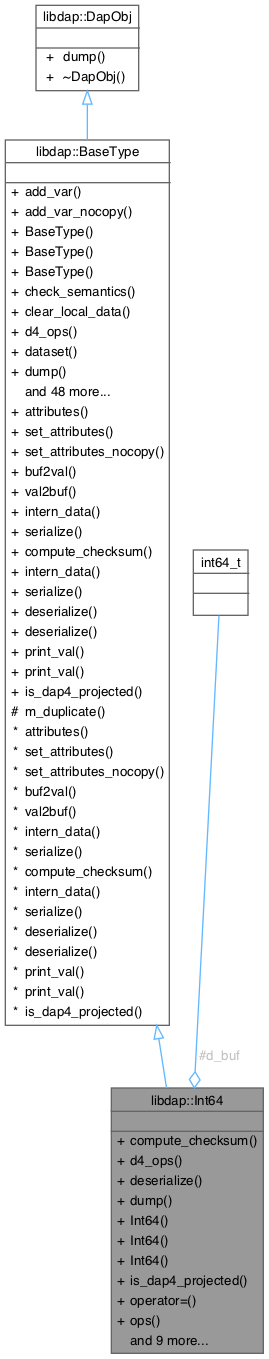 libdap::DapObj
+ dump()
+ ~DapObj()
libdap::BaseType
+ add_var()
+ add_var_nocopy()
+ BaseType()
+ BaseType()
+ BaseType()
+ check_semantics()
+ clear_local_data()
+ d4_ops()
+ dataset()
+ dump()
and 48 more...
+ attributes()
+ set_attributes()
+ set_attributes_nocopy()
+ buf2val()
+ val2buf()
+ intern_data()
+ serialize()
+ compute_checksum()
+ intern_data()
+ serialize()
+ deserialize()
+ deserialize()
+ print_val()
+ print_val()
+ is_dap4_projected()
# m_duplicate()
* attributes()
* set_attributes()
* set_attributes_nocopy()
* buf2val()
* val2buf()
* intern_data()
* serialize()
* compute_checksum()
* intern_data()
* serialize()
* deserialize()
* deserialize()
* print_val()
* print_val()
* is_dap4_projected()
int64_t
#d_buf
libdap::Int64
+ compute_checksum()
+ d4_ops()
+ deserialize()
+ dump()
+ Int64()
+ Int64()
+ Int64()
+ is_dap4_projected()
+ operator=()
+ ops()
and 9 more...